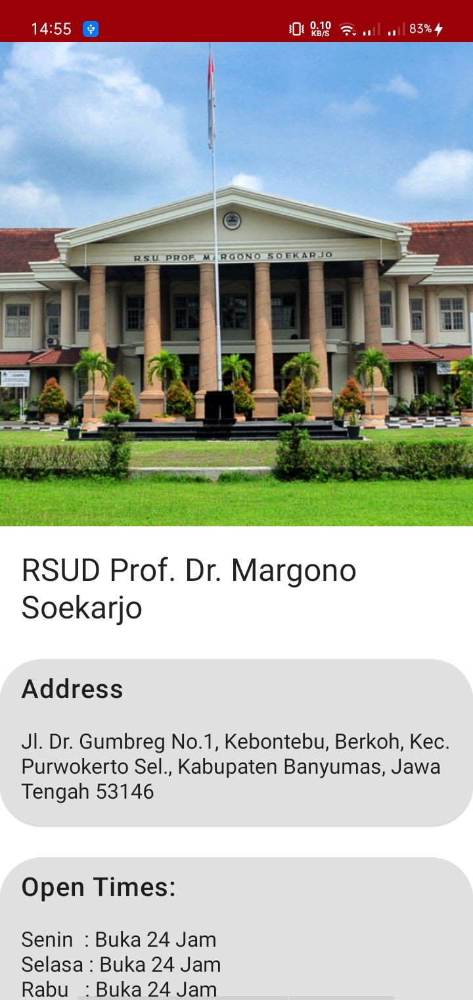 14:55
0.10
KB/S
83%
R.S.U. PROF. MARGONO SOEKARJO
RSUD Prof. Dr. Margono
Soekarjo
Address
Jl. Dr. Gumbreg No.1, Kebontebu, Berkoh, Kec.
Purwokerto Sel., Kabupaten Banyumas, Jawa
Tengah 53146
Open Times:
Senin : Buka 24 Jam
Selasa : Buka 24 Jam
Rabu : Buka 24 Jam